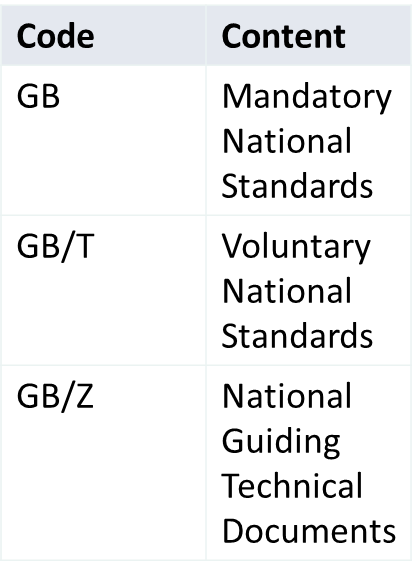 Code Content
GB Mandatory
National
Standards
GB/T Voluntary
National
Standards
GB/Z National
Guiding
Technical
Documents